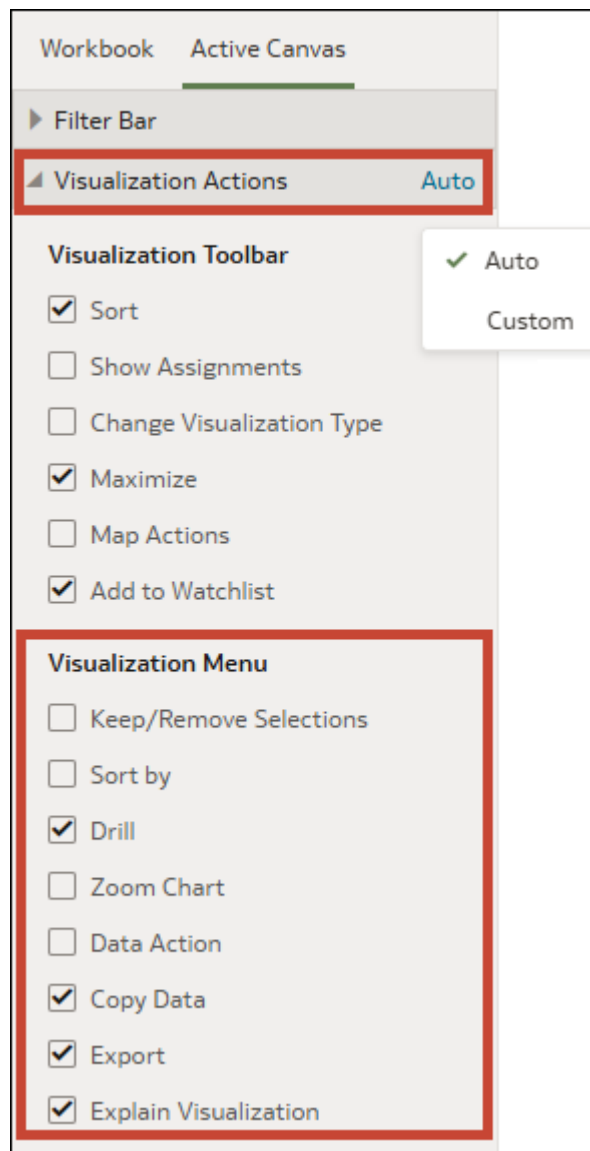 Workbook Active Canvas
Filter Bar
Visualization Actions Auto
Visualization Toolbar
Auto
Sort
Custom
Show Assignments
Change Visualization Type
Maximize
Map Actions
Add to Watchlist
Visualization Menu
Keep/Remove Selections
Sort by
Drill
Zoom Chart
Data Action
Copy Data
Export
Explain Visualization